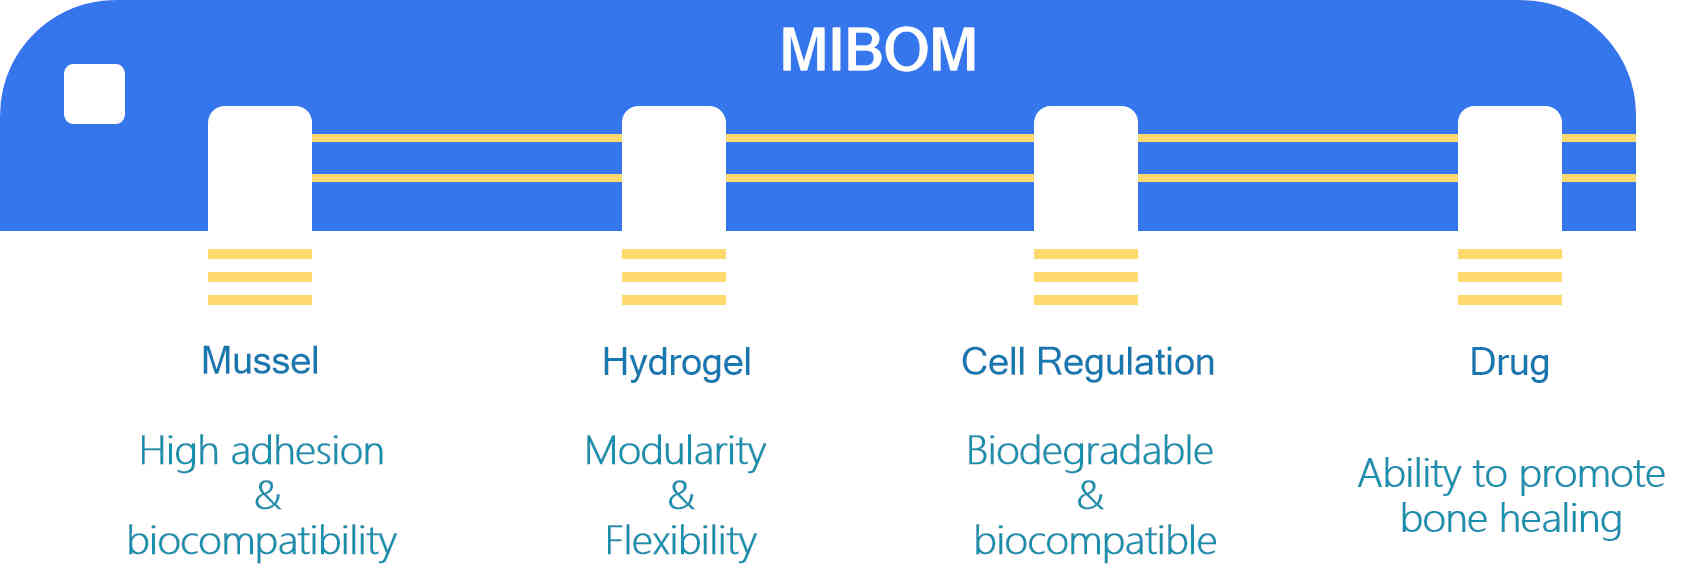 MIBOM
Mussel
High adhesion
&
biocompatibility
Hydrogel
Modularity
&
Flexibility
Cell Regulation
Biodegradable
&
biocompatible
Drug
Ability to promote
bone healing